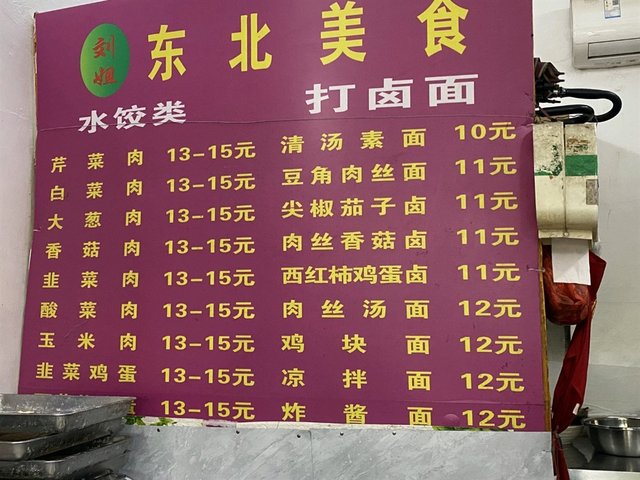 刘姐
东北美食
水饺类
芹菜肉 13-15元
白菜肉 13-15元
大葱肉 13-15元
香菇肉 13-15元
韭菜肉 13-15元
酸菜肉 13-15元
玉米肉 13-15元
韭菜鸡蛋 13-15元
蛋 13-15元
打卤面
清汤素面 10元
豆角肉丝面 11元
尖椒茄子卤 11元
肉丝香菇卤 11元
西红柿鸡蛋卤 11元
肉丝汤面 12元
鸡块面 12元
凉拌面 12元
炸酱面 12元